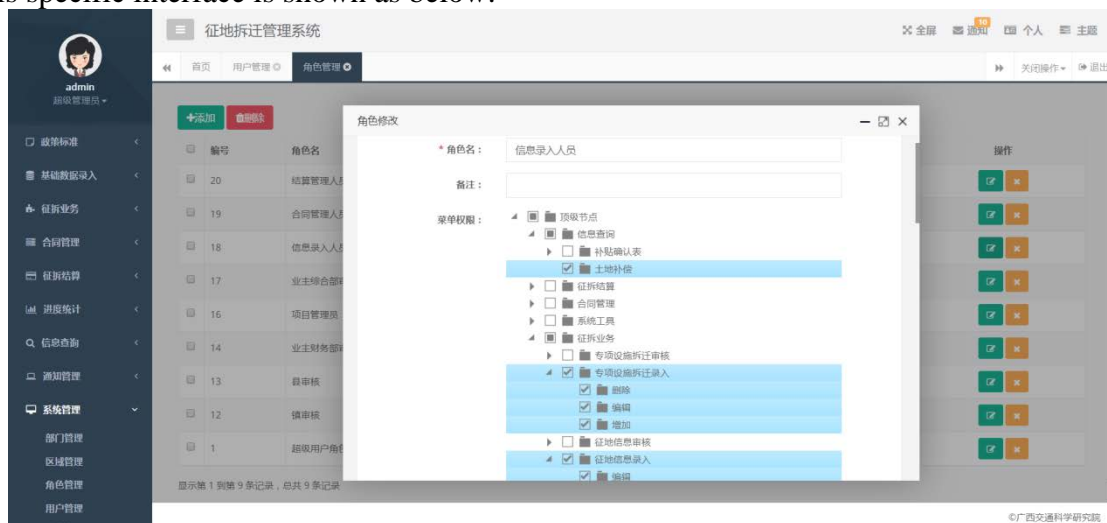 is specific interface is shown as below:
征地拆迁管理系统
全屏 通知 10 个人 主题
首页 用户管理 角色管理 关闭操作 退出
admin
超级管理员
政策标准
基础数据录入
征拆业务
合同管理
征拆结算
进度统计
信息查询
通知管理
系统管理
部门管理
区域管理
角色管理
用户管理
添加 删除
编号 角色名 操作
20 结算管理人
19 合同管理人
18 信息录入人
17 业主综合部
16 项目管理员
14 业主财务部
13 县审核
12 镇审核
1 超级用户角
显示第 1 到第 9 条记录,总共 9 条记录
角色修改
* 角色名: 信息录入人员
备注:
菜单权限: 顶级节点
信息查询
补贴确认表
土地补偿
征拆结算
合同管理
系统工具
征拆业务
专项设施拆迁审核
专项设施拆迁录入
删除
编辑
增加
征地信息审核
征地信息录入
编辑
©广西交通科学研究院